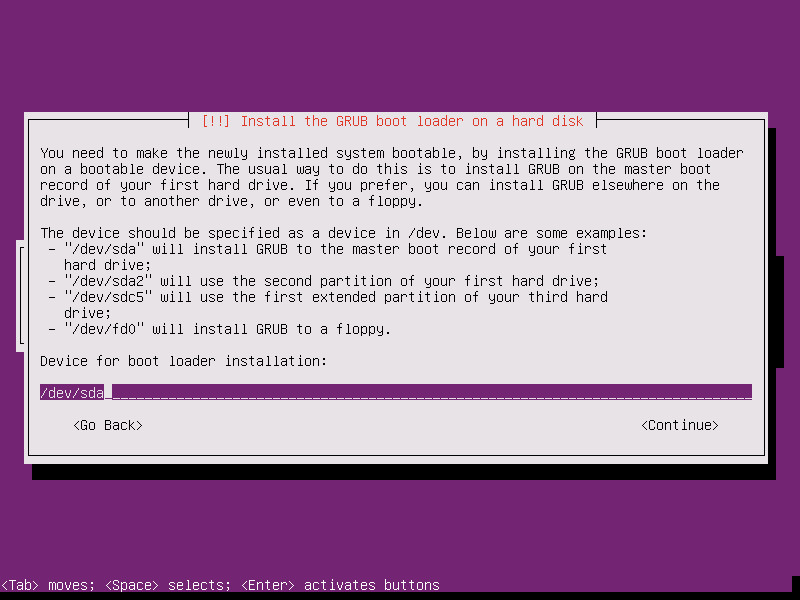 [!!] Install the GRUB boot loader on a hard disk
You need to make the newly installed system bootable, by installing the GRUB boot loader
on a bootable device. The usual way to do this is to install GRUB on the master boot
record of your first hard drive. If you prefer, you can install GRUB elsewhere on the
drive, or to another drive, or even to a floppy.
The device should be specified as a device in /dev. Below are some examples:
- "/dev/sda" will install GRUB to the master boot record of your first
hard drive;
- "/dev/sda2" will use the second partition of your first hard drive;
- "/dev/sdc5" will use the first extended partition of your third hard
drive;
- "/dev/fd0" will install GRUB to a floppy.
Device for boot loader installation:
/dev/sda
<Go Back> <Continue>
<Tab> moves; <Space> selects; <Enter> activates buttons